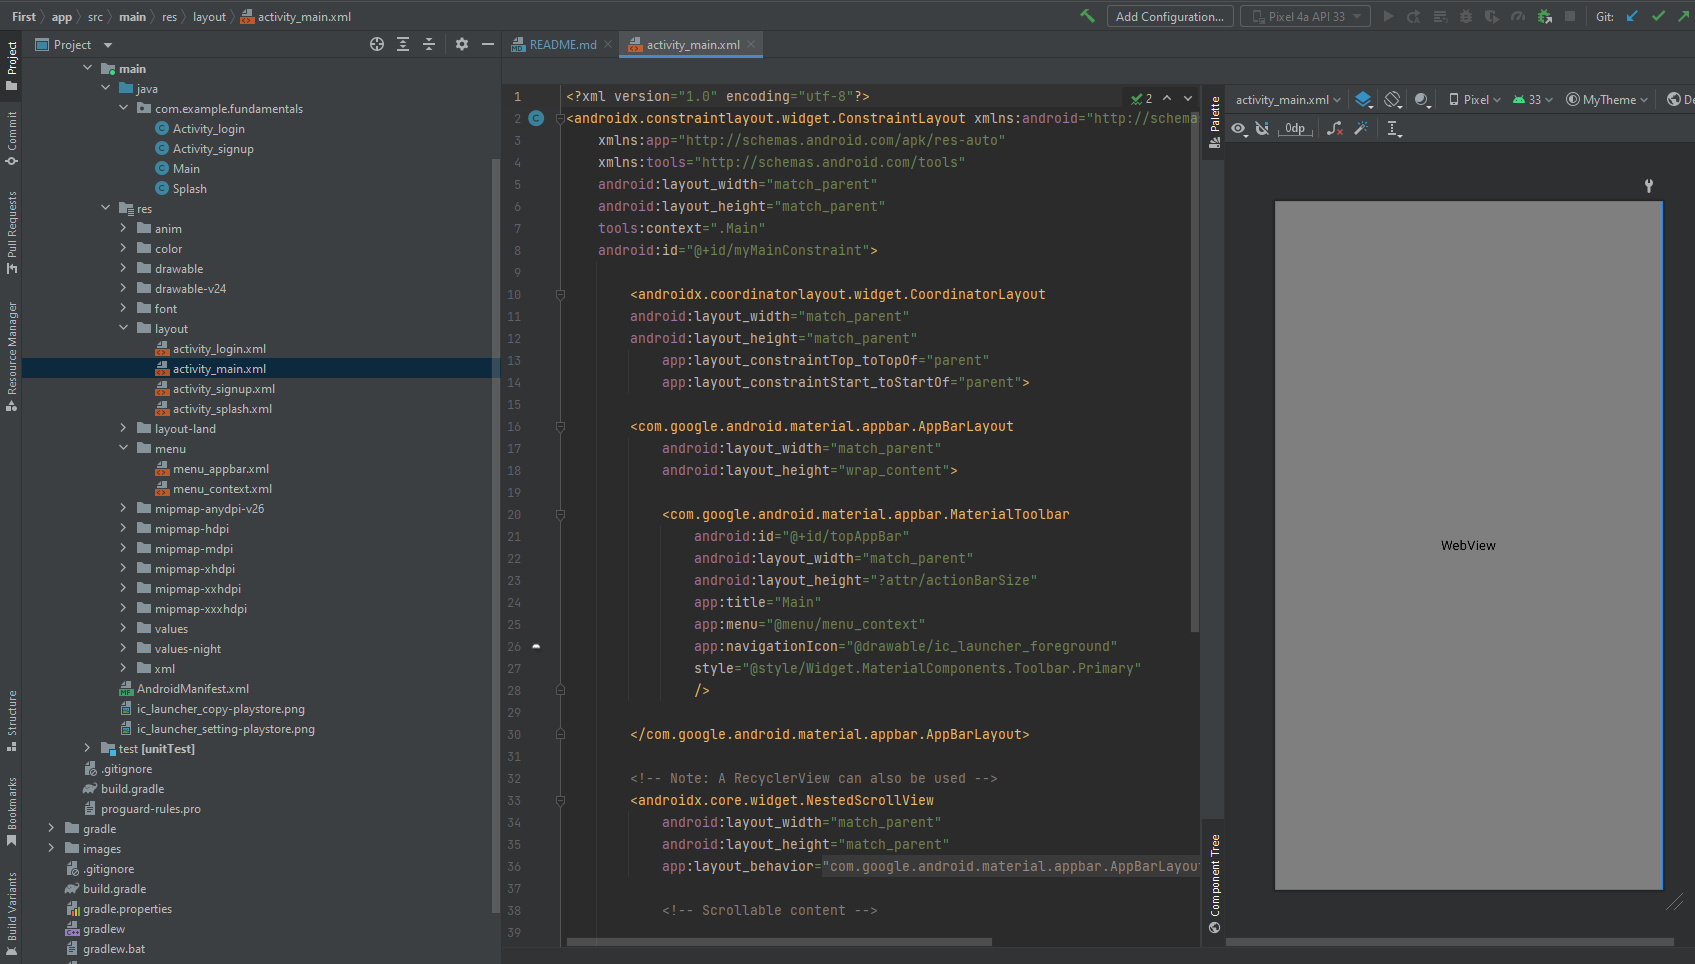 First app src main res layout activity_main.xml
Add Configuration...
Pixel 4a API 33
Git:
Project
Commit
Pull Requests
Resource Manager
Structure
Bookmarks
Build Variants
Project
main
java
com.example.fundamentals
Activity_login
Activity_signup
Main
Splash
res
anim
color
drawable
drawable-v24
font
layout
activity_login.xml
activity_main.xml
activity_signup.xml
activity_splash.xml
layout-land
menu
menu_appbar.xml
menu_context.xml
mipmap-anydpi-v26
mipmap-hdpi
mipmap-mdpi
mipmap-xhdpi
mipmap-xxhdpi
mipmap-xxxhdpi
values
values-night
xml
AndroidManifest.xml
ic_launcher_copy-playstore.png
ic_launcher_setting-playstore.png
test [unitTest]
.gitignore
build.gradle
proguard-rules.pro
gradle
images
.gitignore
build.gradle
gradle.properties
gradlew
gradlew.bat
README.md
activity_main.xml
2
1 <?xml version="1.0" encoding="utf-8"?>
2 <androidx.constraintlayout.widget.ConstraintLayout xmlns:android="http://schema
3 xmlns:app="http://schemas.android.com/apk/res-auto"
4 xmlns:tools="http://schemas.android.com/tools"
5 android:layout_width="match_parent"
6 android:layout_height="match_parent"
7 tools:context=".Main"
8 android:id="@+id/myMainConstraint">
9
10 <androidx.coordinatorlayout.widget.CoordinatorLayout
11 android:layout_width="match_parent"
12 android:layout_height="match_parent"
13 app:layout_constraintTop_toTopOf="parent"
14 app:layout_constraintStart_toStartOf="parent">
15
16 <com.google.android.material.appbar.AppBarLayout
17 android:layout_width="match_parent"
18 android:layout_height="wrap_content">
19
20 <com.google.android.material.appbar.MaterialToolbar
21 android:id="@+id/topAppBar"
22 android:layout_width="match_parent"
23 android:layout_height="?attr/actionBarSize"
24 app:title="Main"
25 app:menu="@menu/menu_context"
26 app:navigationIcon="@drawable/ic_launcher_foreground"
27 style="@style/Widget.MaterialComponents.Toolbar.Primary"
28 />
29
30 </com.google.android.material.appbar.AppBarLayout>
31
32 <!-- Note: A RecyclerView can also be used -->
33 <androidx.core.widget.NestedScrollView
34 android:layout_width="match_parent"
35 android:layout_height="match_parent"
36 app:layout_behavior="com.google.android.material.appbar.AppBarLayou
37
38 <!-- Scrollable content -->
39
Palette
Component Tree
activity_main.xml
Pixel
33
MyTheme
De
0dp
WebView